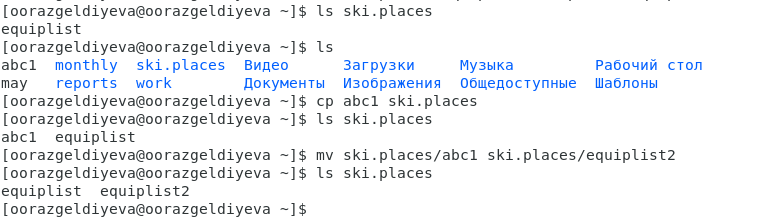 [oorazgeldiyeva@oorazgeldiyeva ~]$ ls ski.places
equiplist
[oorazgeldiyeva@oorazgeldiyeva ~]$ ls
abc1  monthly  ski.places  Видео      Загрузки     Музыка         Рабочий стол
may   reports  work        Документы  Изображения  Общедоступные  Шаблоны
[oorazgeldiyeva@oorazgeldiyeva ~]$ cp abc1 ski.places
[oorazgeldiyeva@oorazgeldiyeva ~]$ ls ski.places
abc1  equiplist
[oorazgeldiyeva@oorazgeldiyeva ~]$ mv ski.places/abc1 ski.places/equiplist2
[oorazgeldiyeva@oorazgeldiyeva ~]$ ls ski.places
equiplist  equiplist2
[oorazgeldiyeva@oorazgeldiyeva ~]$